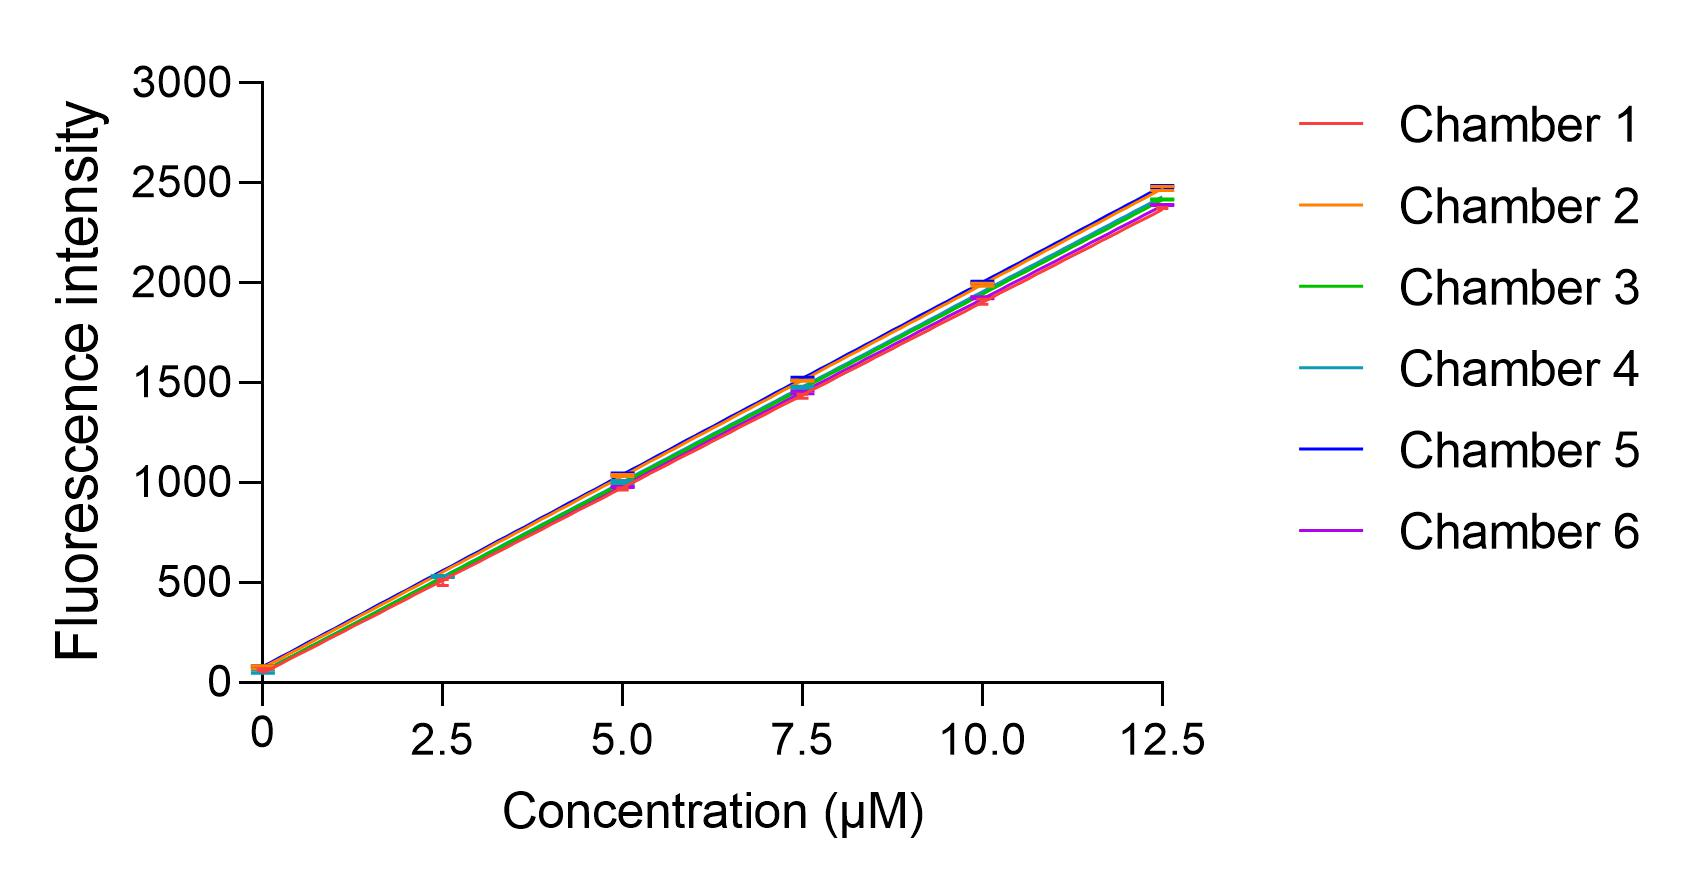 Fluorescence intensity
3000
2500
2000
1500
1000
500
0
0 2.5 5.0 7.5 10.0 12.5
Concentration (µM)
Chamber 1
Chamber 2
Chamber 3
Chamber 4
Chamber 5
Chamber 6